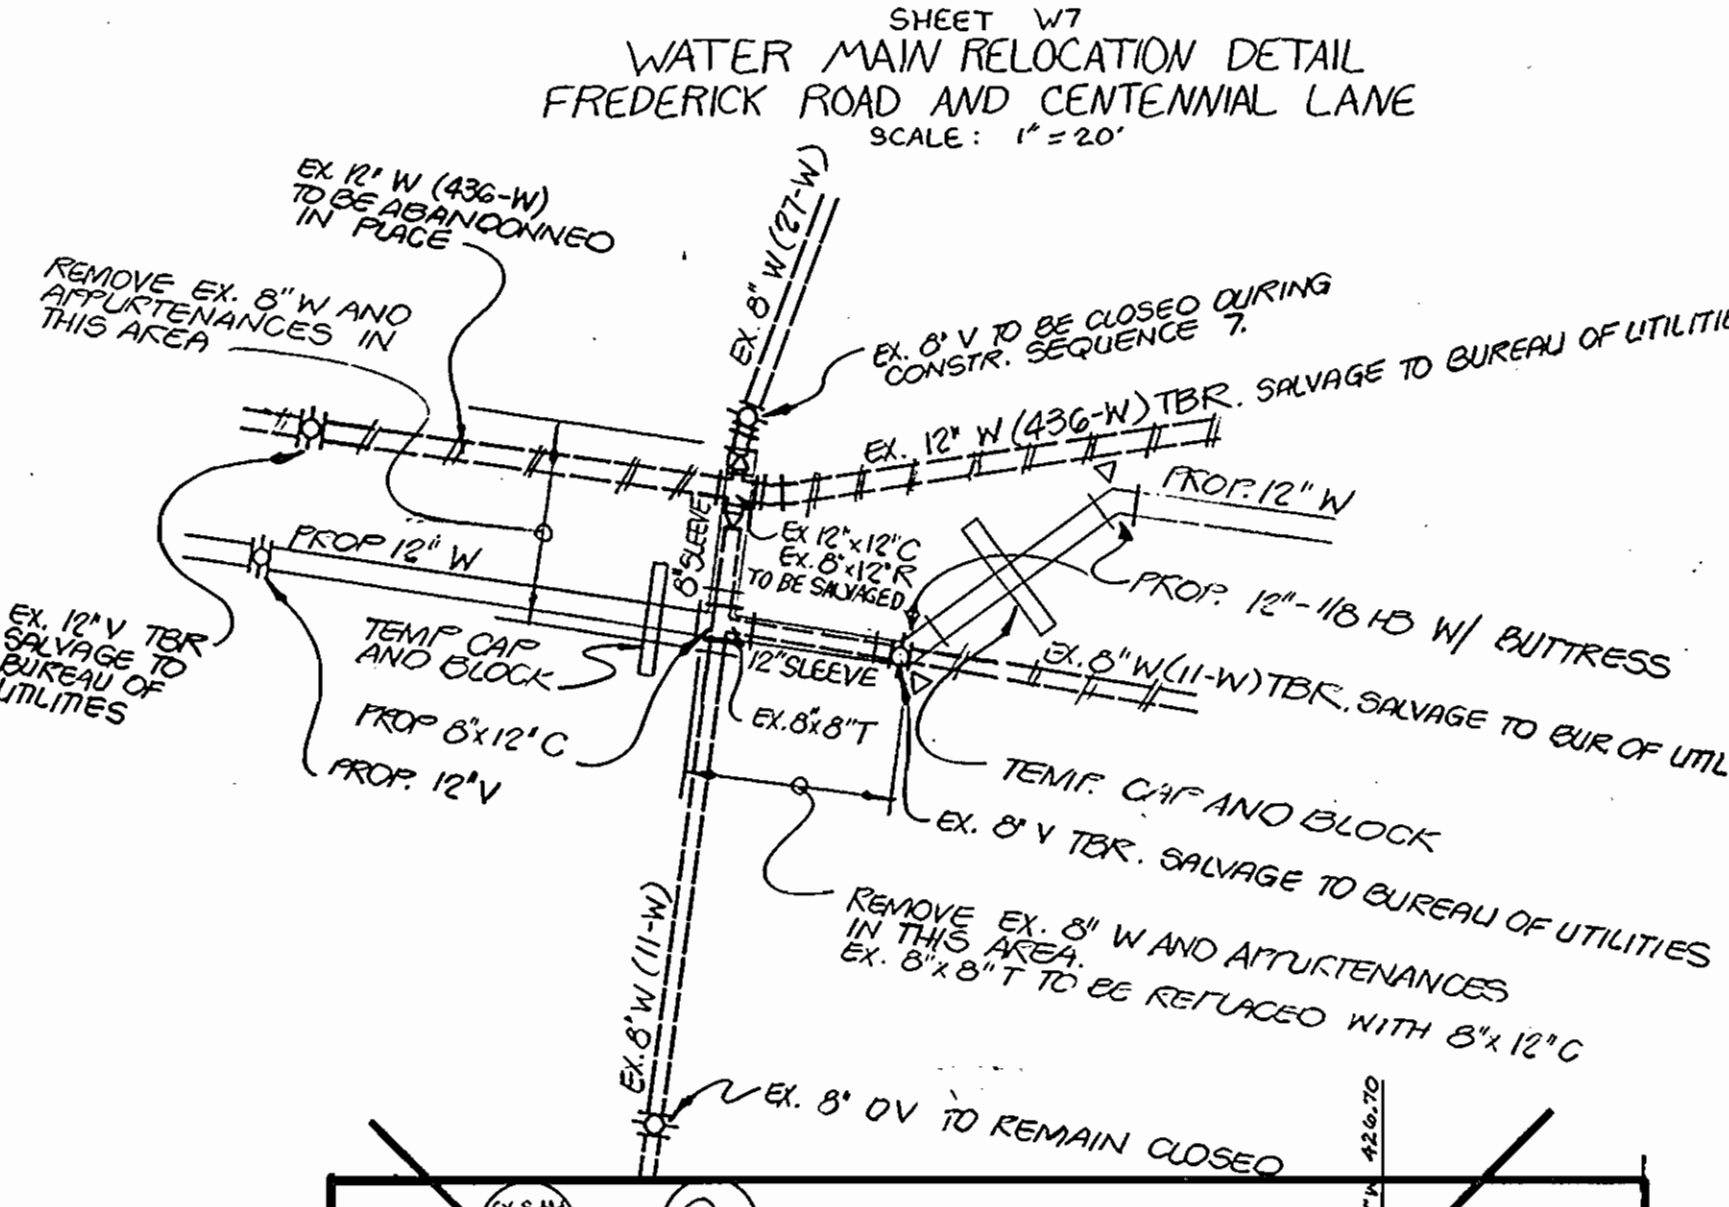 SHEET W7
WATER MAIN RELOCATION DETAIL
FREDERICK ROAD AND CENTENNIAL LANE
SCALE: 1"=20'
EX. 12" W (436-W)
TO BE ABANDONNED
IN PLACE
REMOVE EX. 8" W AND
APPURTENANCES IN
THIS AREA
EX. 8" W (27-W)
EX. 8" V TO BE CLOSED DURING
CONSTR. SEQUENCE 7.
EX. 12" W (436-W) TBR. SALVAGE TO BUREAU OF UTILITIE
PROP. 12" W
PROP 12" W
8" SLEEVE
EX 12"x12"C
EX. 8"x12"R
TO BE SALVAGED
PROP. 12"-1/8 HB W/ BUTTRESS
EX. 12" V TBR
SALVAGE TO
BUREAU OF
UTILITIES
TEMP CAP
AND BLOCK
12" SLEEVE
EX. 8" W (11-W) TBR. SALVAGE TO BUR OF UTIL
EX. 8"x8"T
PROP 8"x12"C
PROP. 12" V
TEMP. CAP AND BLOCK
EX. 8" V TBR. SALVAGE TO BUREAU OF UTILITIES
REMOVE EX. 8" W AND APPURTENANCES
IN THIS AREA.
EX. 8"x8"T TO BE REPLACED WITH 8"x12"C
EX. 8" W (11-W)
EX. 8" DV TO REMAIN CLOSED
"W 426.70